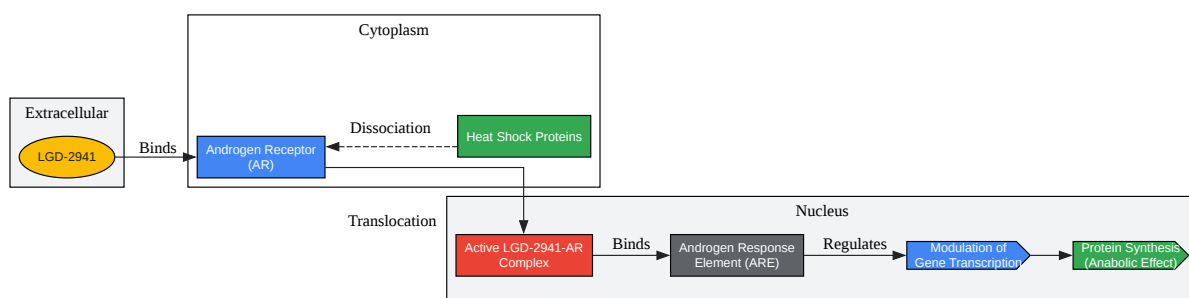 Cytoplasm
Extracellular
LGD-2941
Binds
Androgen Receptor
(AR)
Dissociation
Heat Shock Proteins
Translocation
Nucleus
Active LGD-2941-AR
Complex
Binds
Androgen Response
Element (ARE)
Regulates
Modulation of
Gene Transcription
Protein Synthesis
(Anabolic Effect)